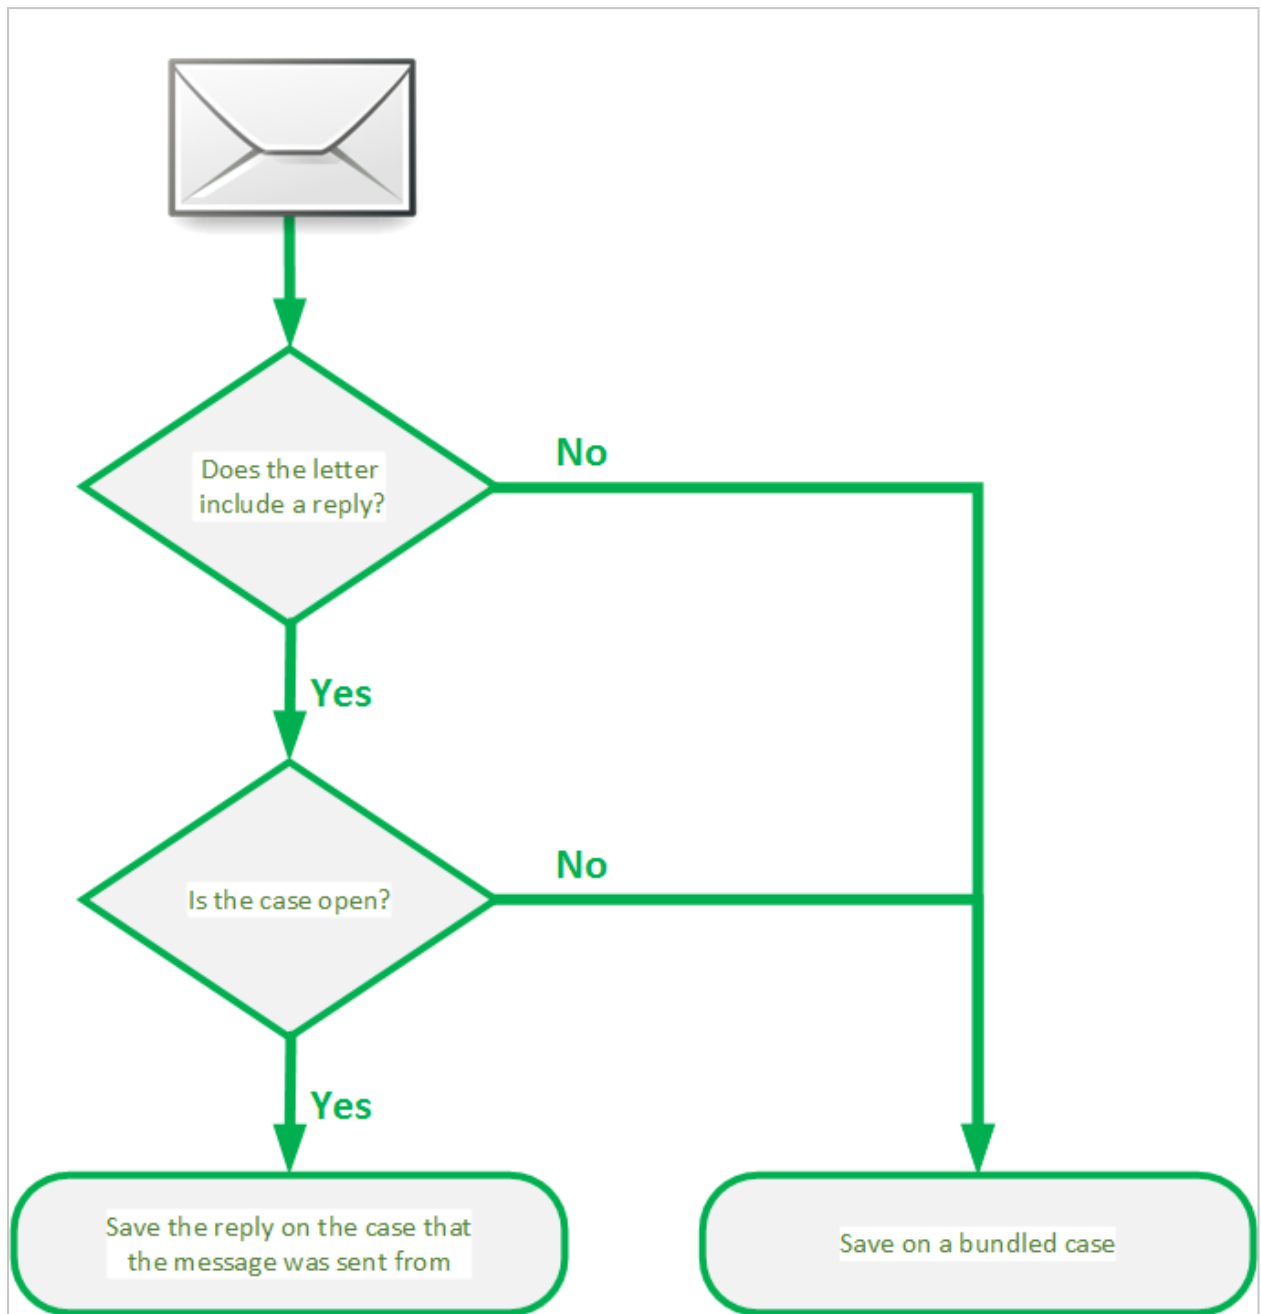 Does the letter
include a reply?
No
Yes
Is the case open?
No
Yes
Save the reply on the case that
the message was sent from
Save on a bundled case